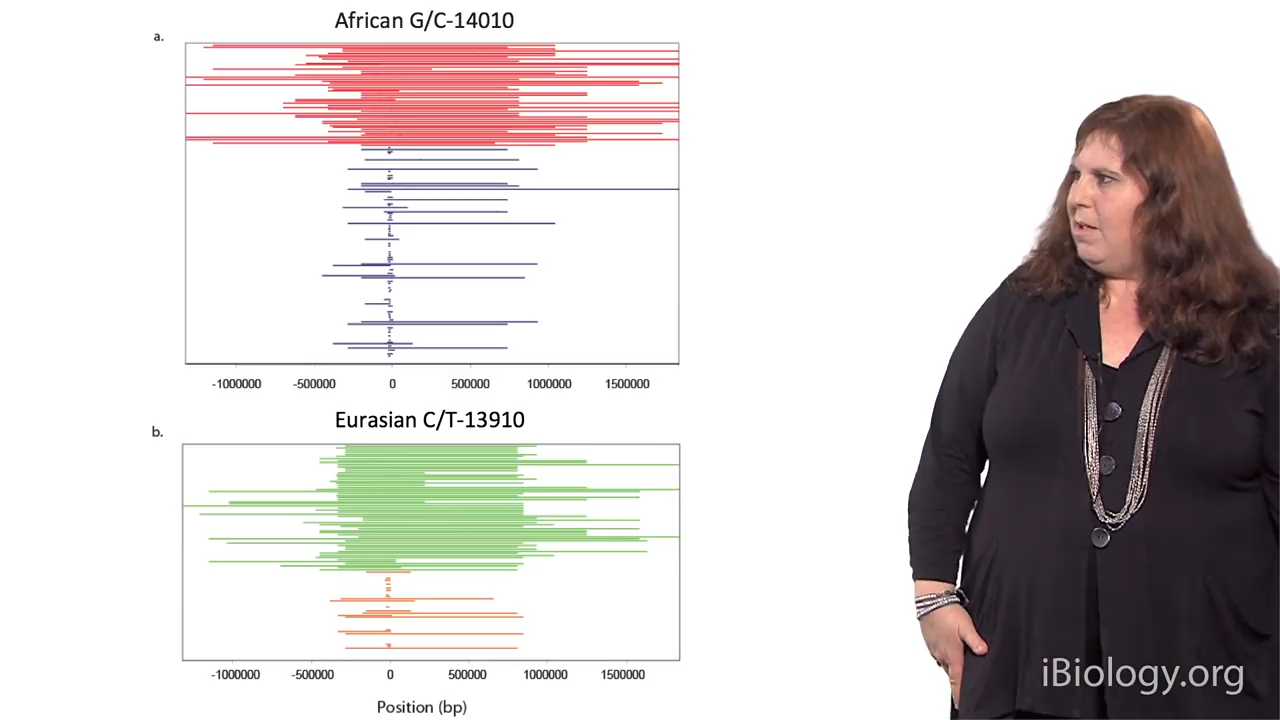 African G/C-14010
a.
-1000000 -500000 0 500000 1000000 1500000
Eurasian C/T-13910
b.
-1000000 -500000 0 500000 1000000 1500000
Position (bp)
iBiology.org